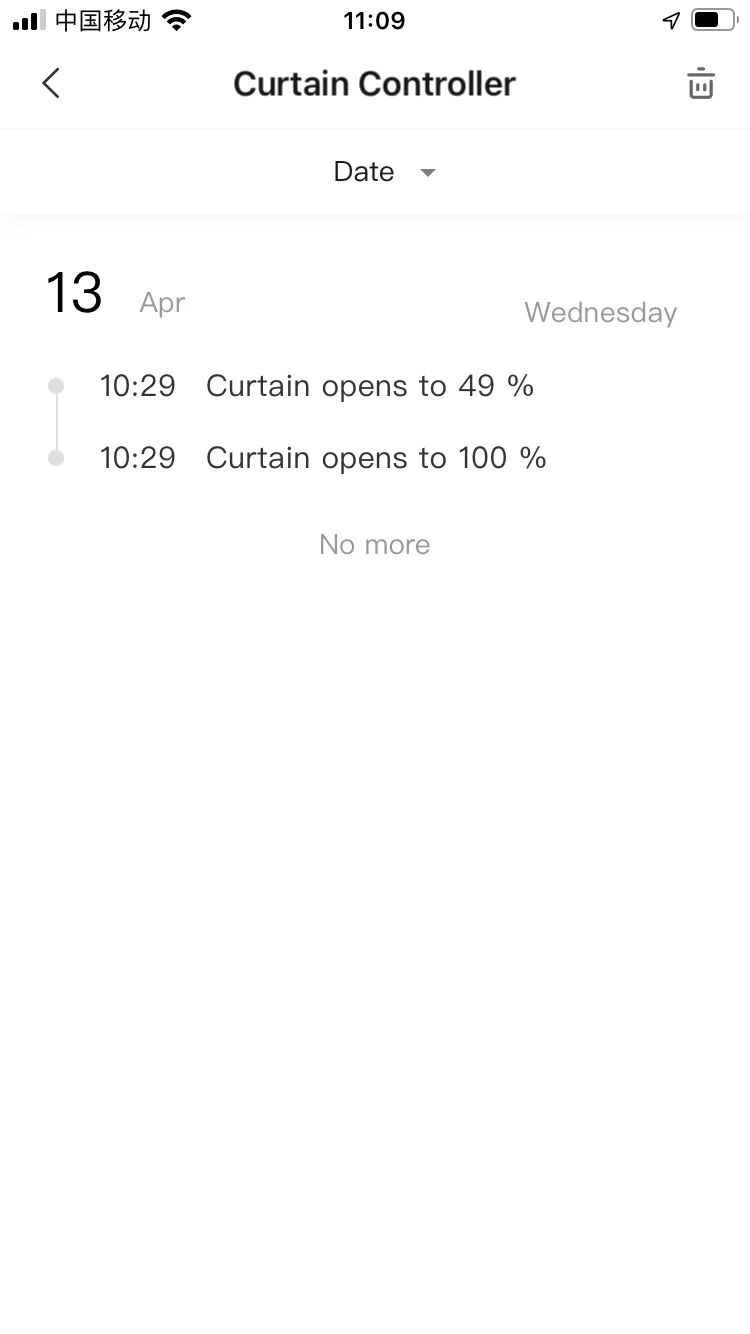 中国移动 11:09
Curtain Controller
Date
13 Apr Wednesday
10:29 Curtain opens to 49 %
10:29 Curtain opens to 100 %
No more